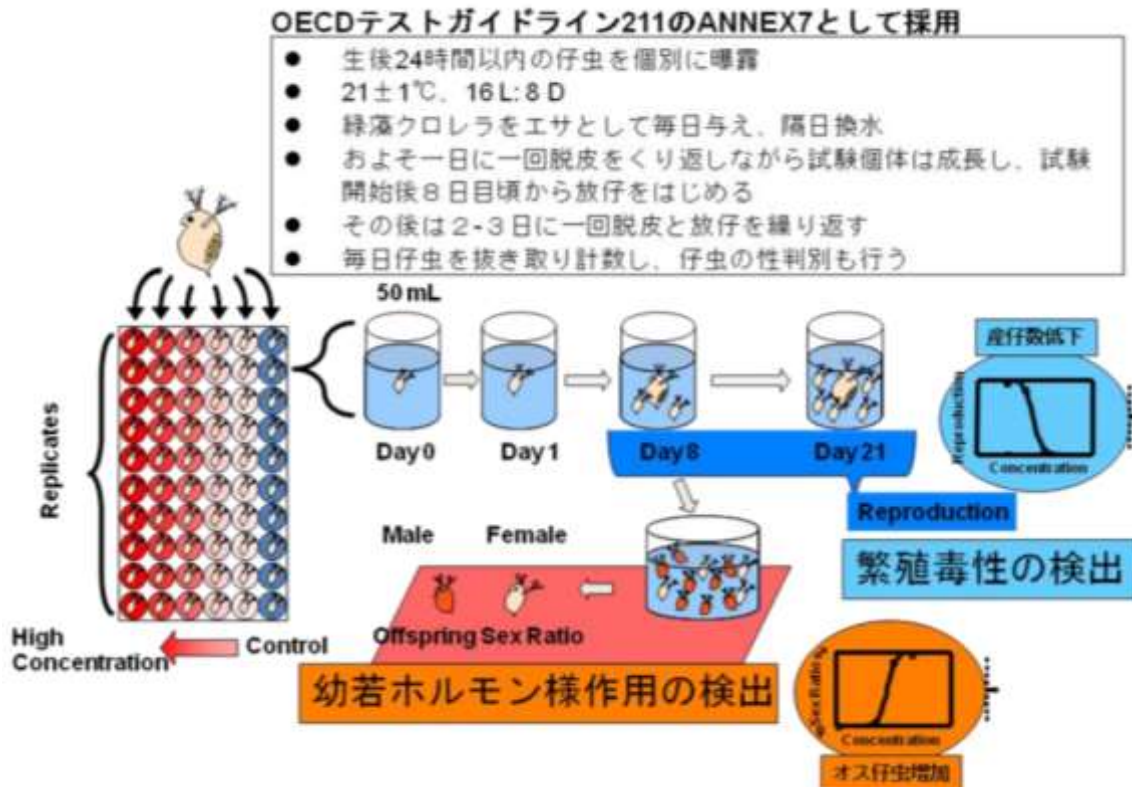 OECDテストガイドライン211のANNEX7として採用
● 生後24時間以内の仔虫を個別に曝露
● 21±1℃、16 L: 8 D
● 緑藻クロレラをエサとして毎日与え、隔日換水
● およそ一日に一回脱皮をくり返しながら試験個体は成長し、試験
開始後８日目頃から放仔をはじめる
● その後は２-３日に一回脱皮と放仔を繰り返す
● 毎日仔虫を抜き取り計数し、仔虫の性判別も行う
50 mL
Replicates
Day 0
Day 1
Day 8
Day 21
産仔数低下
Reproduction
Concentration
Reproduction
繁殖毒性の検出
Male
Female
Offspring Sex Ratio
High
Concentration
Control
幼若ホルモン様作用の検出
Sex Ratio
Concentration
オス仔虫増加